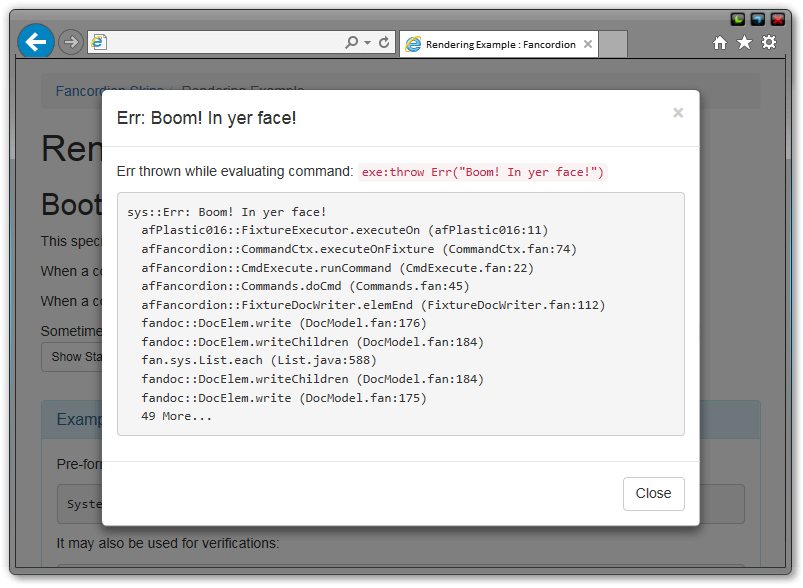 Rendering Example : Fancordion
Fancordion Skins / Rendering Example
Err: Boom! In yer face!
×
Ren
Err thrown while evaluating command: exe:throw Err("Boom! In yer face!")
Boot
sys::Err: Boom! In yer face!
afPlastic016::FixtureExecutor.executeOn (afPlastic016:11)
This spec
afFancordion::CommandCtx.executeOnFixture (CommandCtx.fan:74)
When a co
afFancordion::CmdExecute.runCommand (CmdExecute.fan:22)
afFancordion::Commands.doCmd (Commands.fan:45)
When a co
afFancordion::FixtureDocWriter.elemEnd (FixtureDocWriter.fan:112)
fandoc::DocElem.write (DocModel.fan:176)
Sometime
fandoc::DocElem.writeChildren (DocModel.fan:184)
Show Sta
fan.sys.List.each (List.java:588)
fandoc::DocElem.writeChildren (DocModel.fan:184)
fandoc::DocElem.write (DocModel.fan:175)
49 More...
Examp
Pre-forn
Close
Syste
It may also be used for verifications: